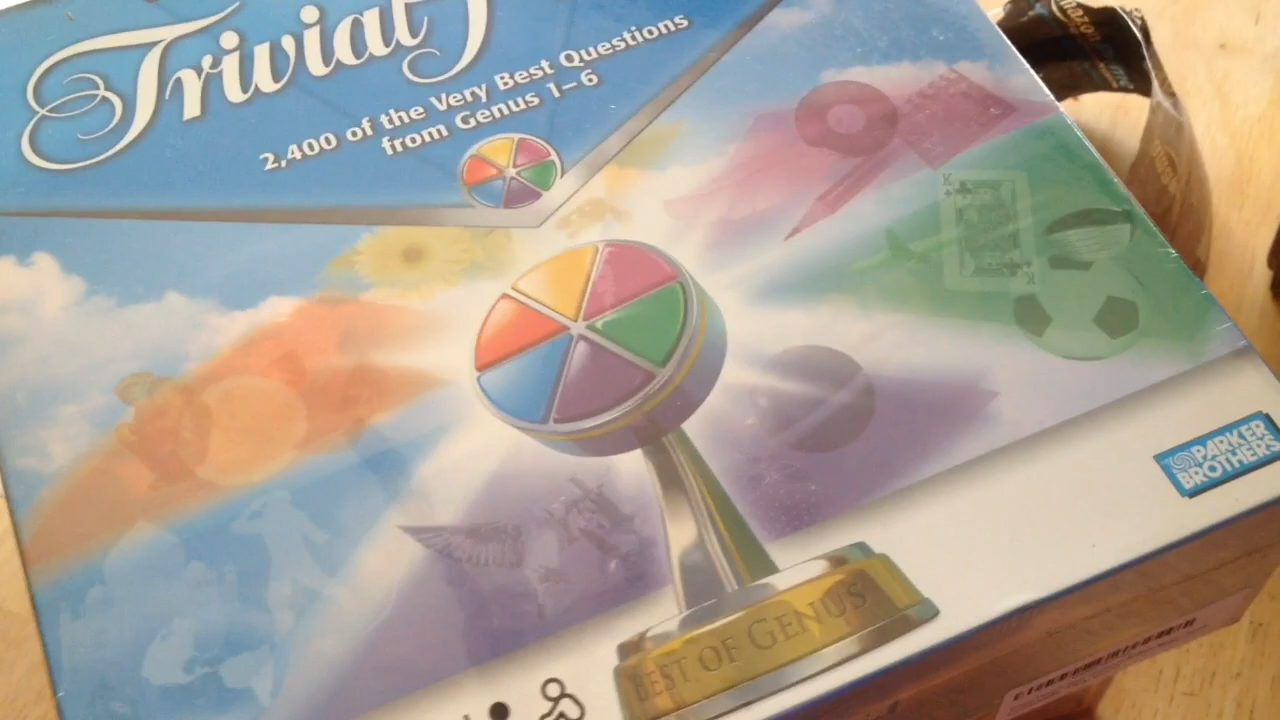 Trivial P
2,400 of the Very Best Questions
from Genus 1–6
K
K
PARKER
BROTHERS
BEST OF GENUS